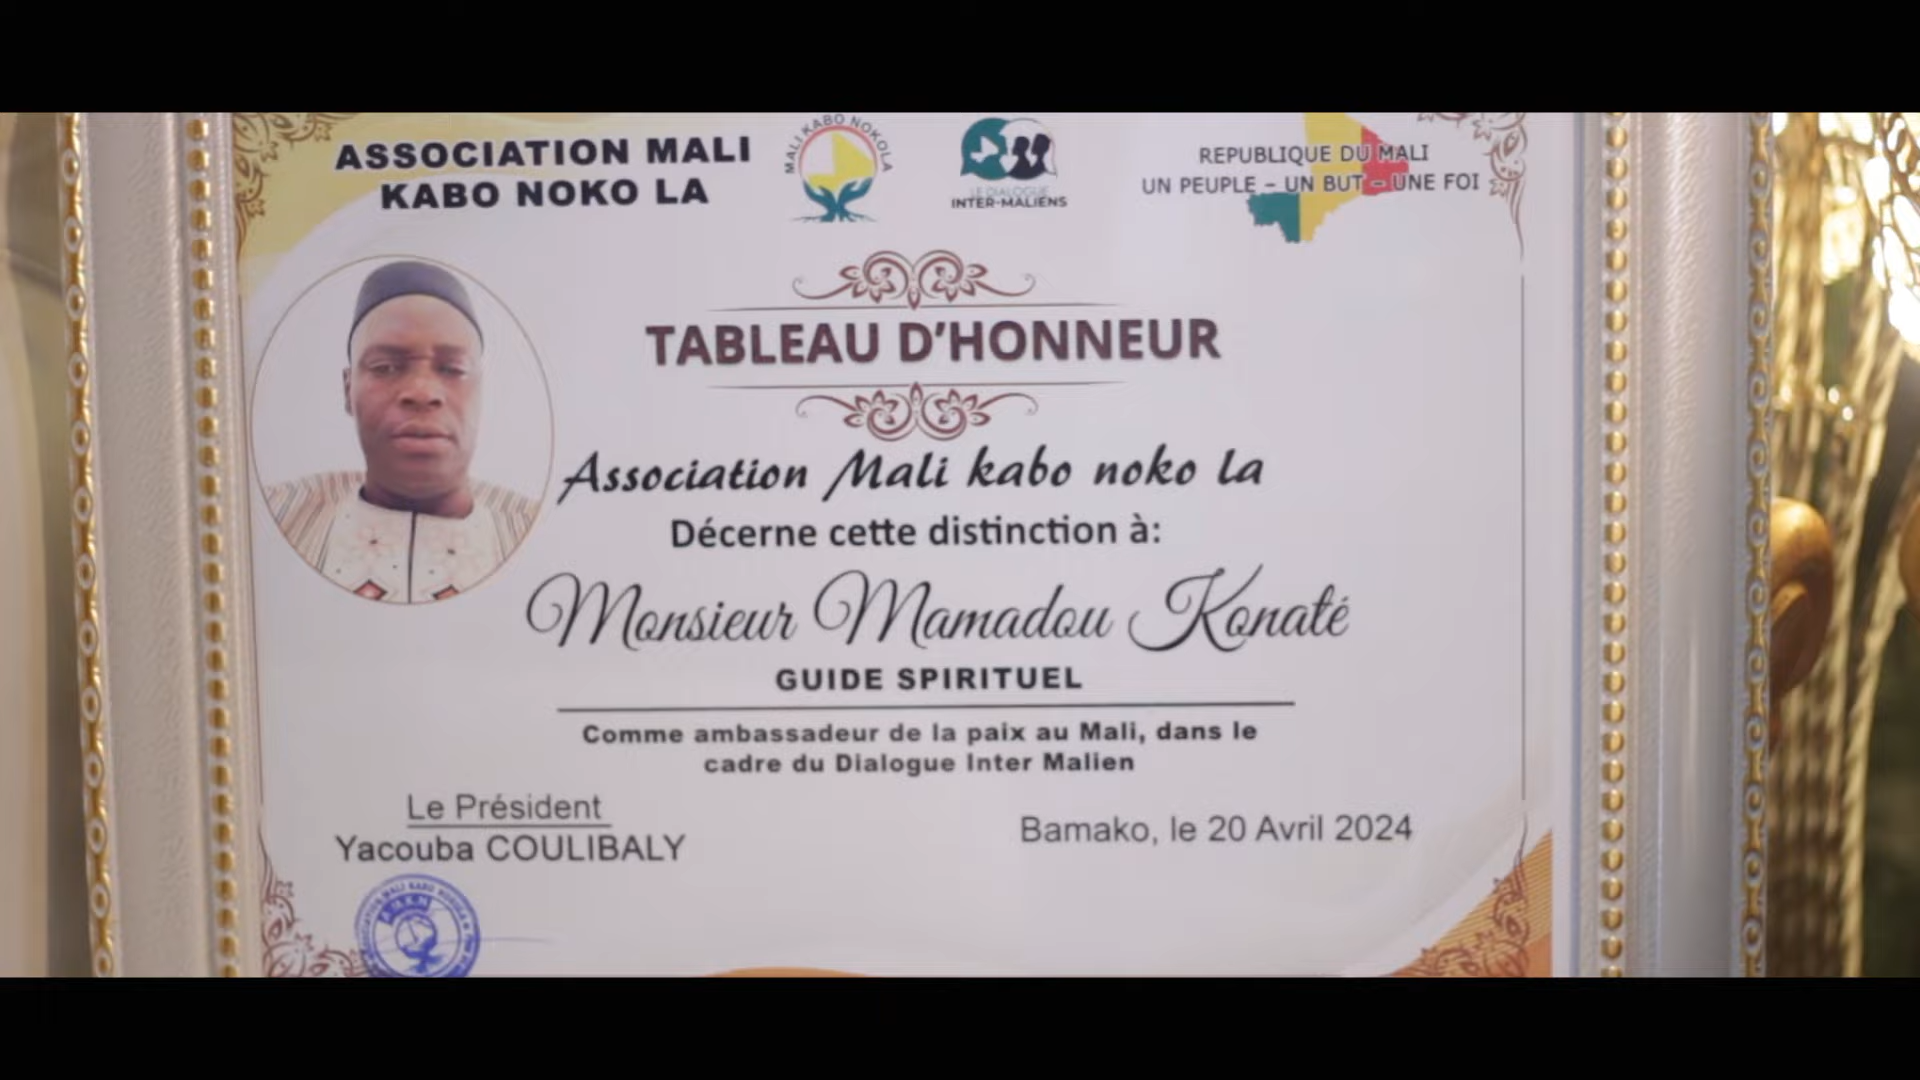 ASSOCIATION MALI
KABO NOKO LA
MALI KABO NOKOLA
LE DIALOGUE
INTER-MALIENS
REPUBLIQUE DU MALI
UN PEUPLE – UN BUT – UNE FOI
TABLEAU D’HONNEUR
Association Mali kabo noko la
Décerne cette distinction à:
Monsieur Mamadou Konaté
GUIDE SPIRITUEL
Comme ambassadeur de la paix au Mali, dans le
cadre du Dialogue Inter Malien
Le Président
Yacouba COULIBALY
Bamako, le 20 Avril 2024